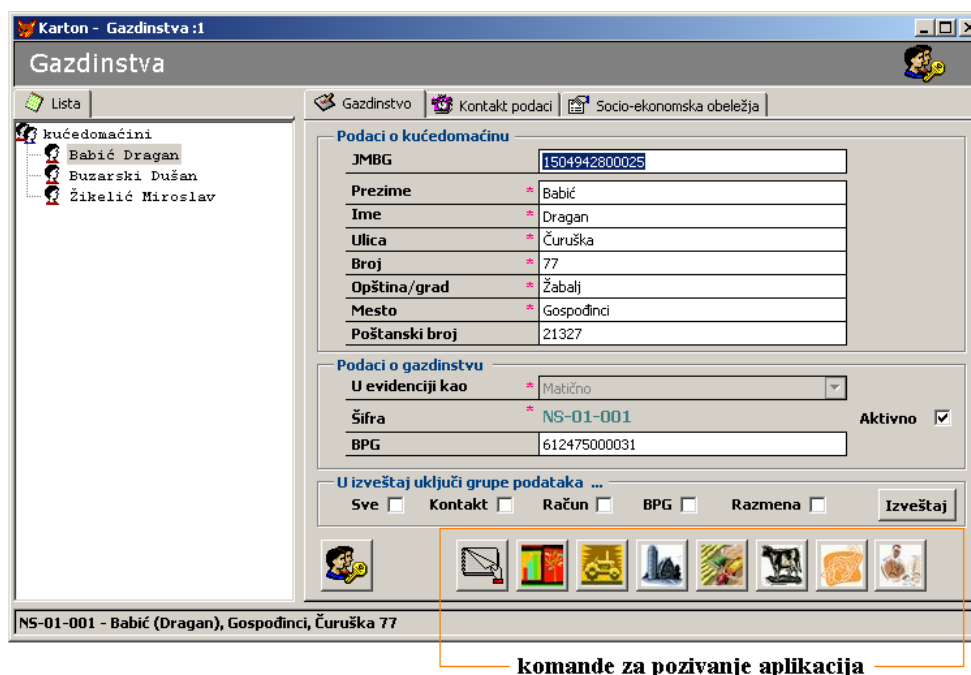 Karton - Gazdinstva :1
Gazdinstva
Lista
Gazdinstvo
Kontakt podaci
Socio-ekonomska obeležja
kućedomaćini
Babić Dragan
Buzarski Dušan
Žikelić Miroslav
Podaci o kućedomaćinu
JMBG 1504942800025
Prezime * Babić
Ime * Dragan
Ulica * Čuruška
Broj * 77
Opština/grad * Žabalj
Mesto * Gospođinci
Poštanski broj 21327
Podaci o gazdinstvu
U evidenciji kao * Matično
Šifra * NS-01-001 Aktivno
BPG 612475000031
U izveštaj uključi grupe podataka ...
Sve Kontakt Račun BPG Razmena Izveštaj
NS-01-001 - Babić (Dragan), Gospođinci, Čuruška 77
komande za pozivanje aplikacija